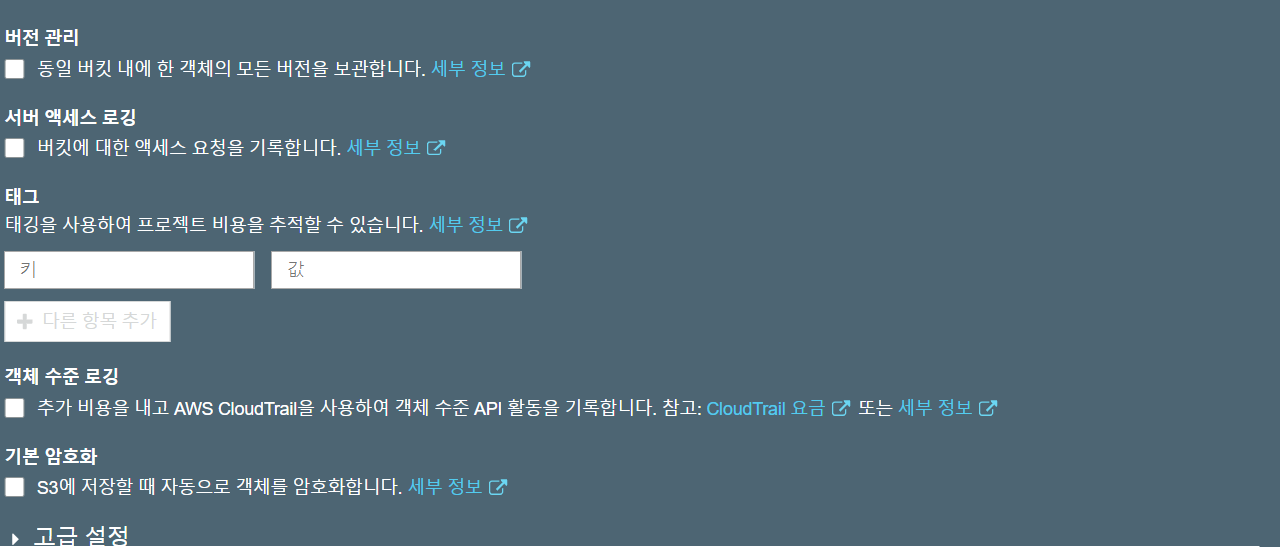 버전 관리
동일 버킷 내에 한 객체의 모든 버전을 보관합니다. 세부 정보
서버 액세스 로깅
버킷에 대한 액세스 요청을 기록합니다. 세부 정보
태그
태깅을 사용하여 프로젝트 비용을 추적할 수 있습니다. 세부 정보
키 값
다른 항목 추가
객체 수준 로깅
추가 비용을 내고 AWS CloudTrail을 사용하여 객체 수준 API 활동을 기록합니다. 참고: CloudTrail 요금 또는 세부 정보
기본 암호화
S3에 저장할 때 자동으로 객체를 암호화합니다. 세부 정보
고급 설정